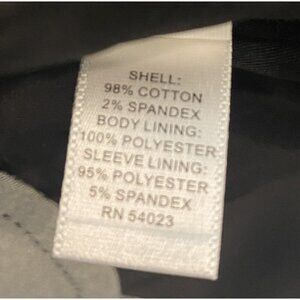 SHELL:
98% COTTON
2% SPANDEX
BODY LINING:
100% POLYESTER
SLEEVE LINING:
95% POLYESTER
5% SPANDEX
RN 54023